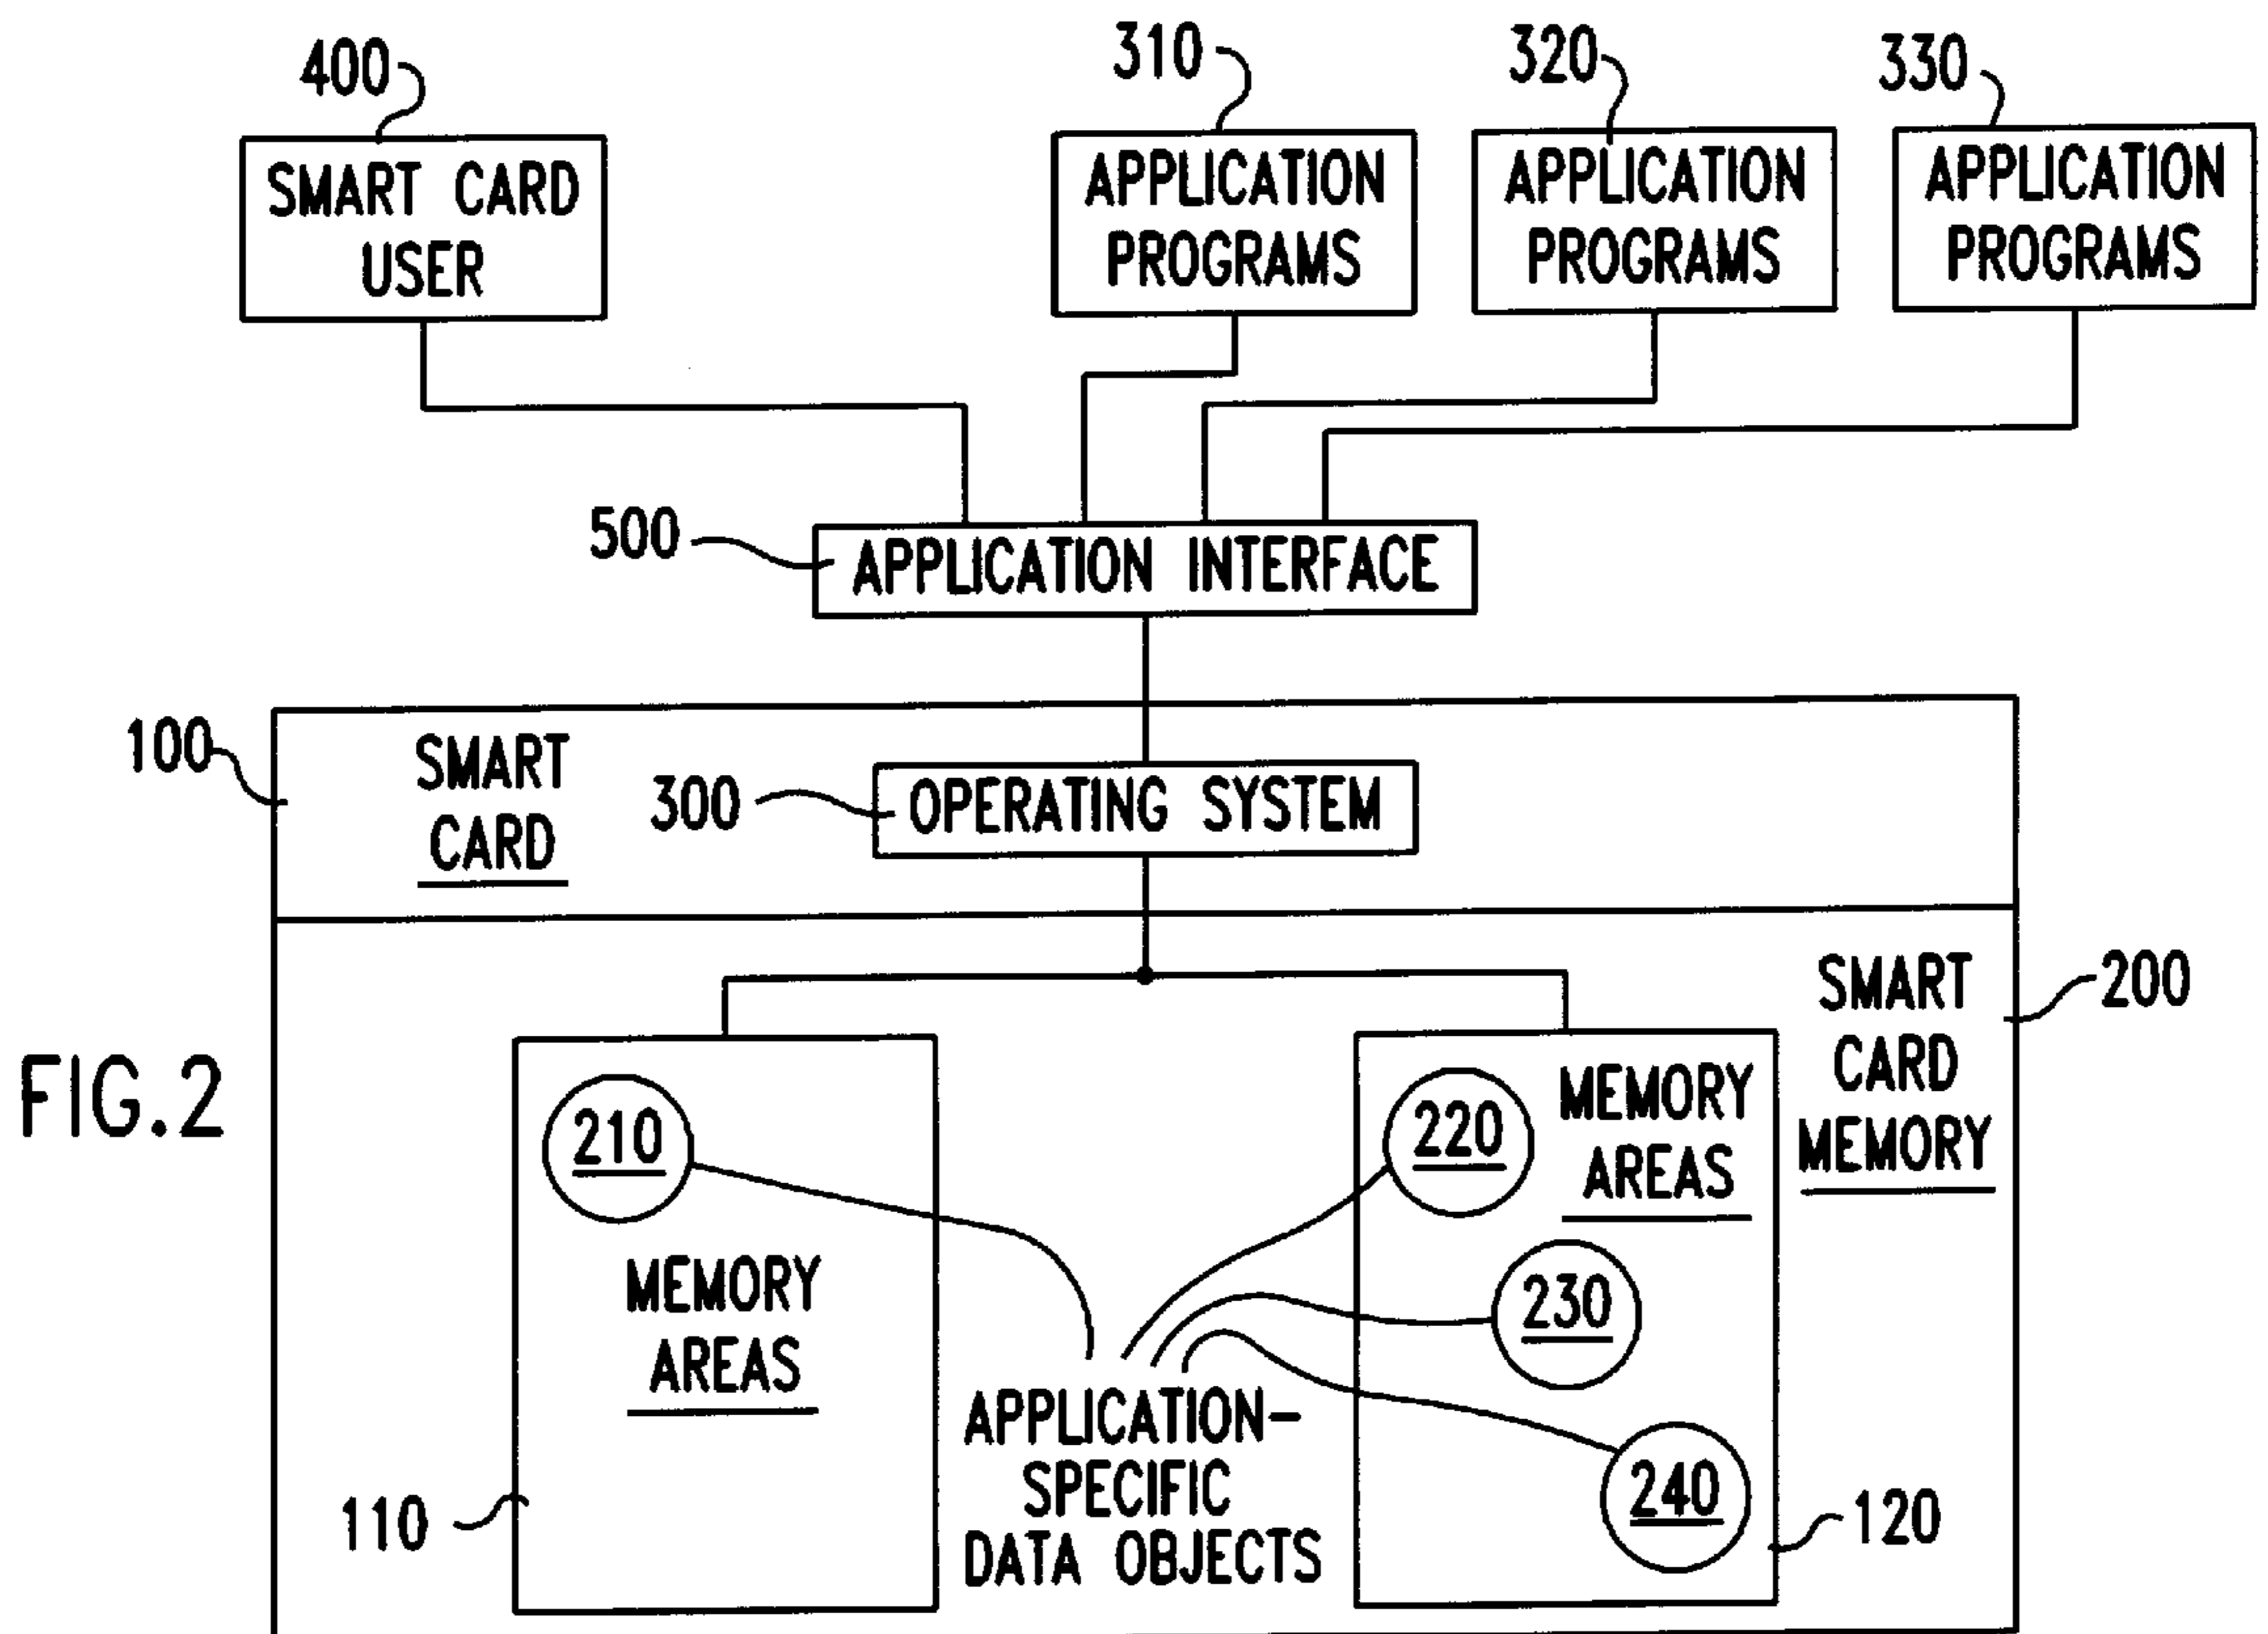 400
310
320
330
SMART CARD
USER
APPLICATION
PROGRAMS
APPLICATION
PROGRAMS
APPLICATION
PROGRAMS
500
APPLICATION INTERFACE
100
SMART
CARD
300
OPERATING SYSTEM
SMART
CARD
MEMORY
200
FIG.2
210
MEMORY
AREAS
110
220
MEMORY
AREAS
230
240
120
APPLICATION-
SPECIFIC
DATA OBJECTS